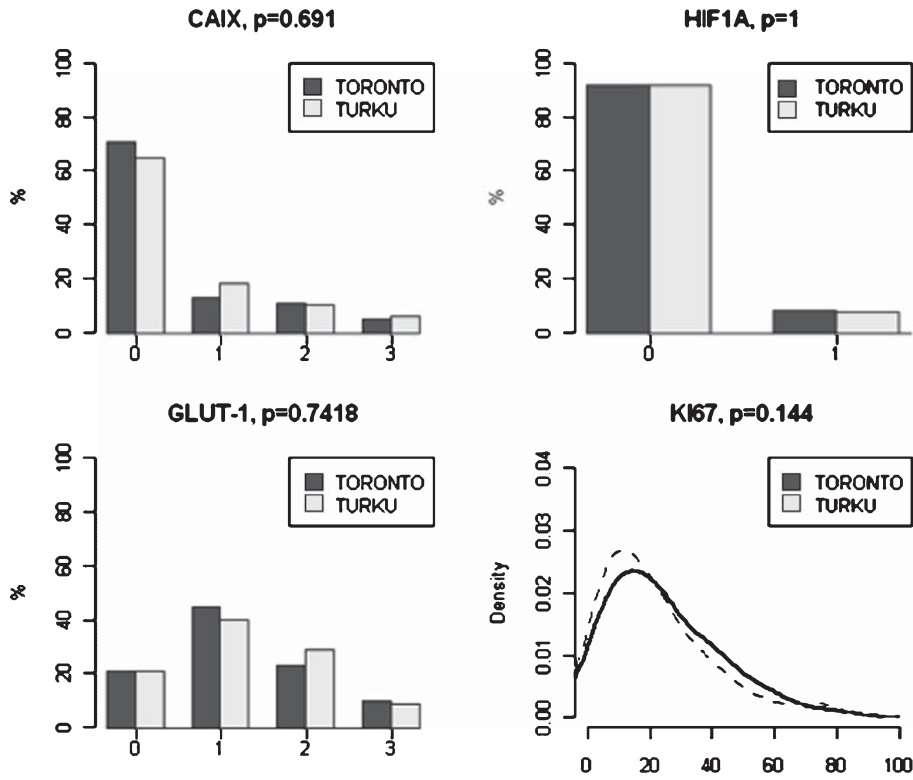 CAIX, p=0.691
%
100
80
60
40
20
0
TORONTO
TURKU
0 1 2 3
HIF1A, p=1
%
100
80
60
40
20
0
TORONTO
TURKU
0 1
GLUT-1, p=0.7418
%
100
80
60
40
20
0
TORONTO
TURKU
0 1 2 3
KI67, p=0.144
Density
0.04
0.03
0.02
0.01
0.00
TORONTO
TURKU
0 20 40 60 80 100